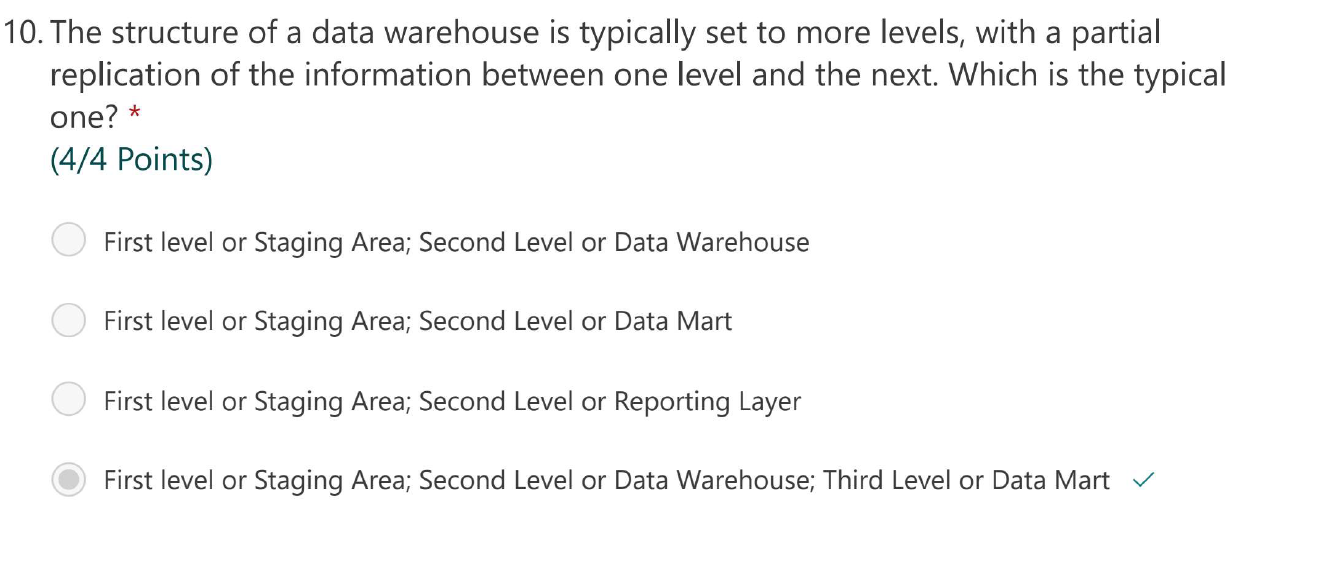 10. The structure of a data warehouse is typically set to more levels, with a partial
replication of the information between one level and the next. Which is the typical
one? *
(4/4 Points)
First level or Staging Area; Second Level or Data Warehouse
First level or Staging Area; Second Level or Data Mart
First level or Staging Area; Second Level or Reporting Layer
First level or Staging Area; Second Level or Data Warehouse; Third Level or Data Mart